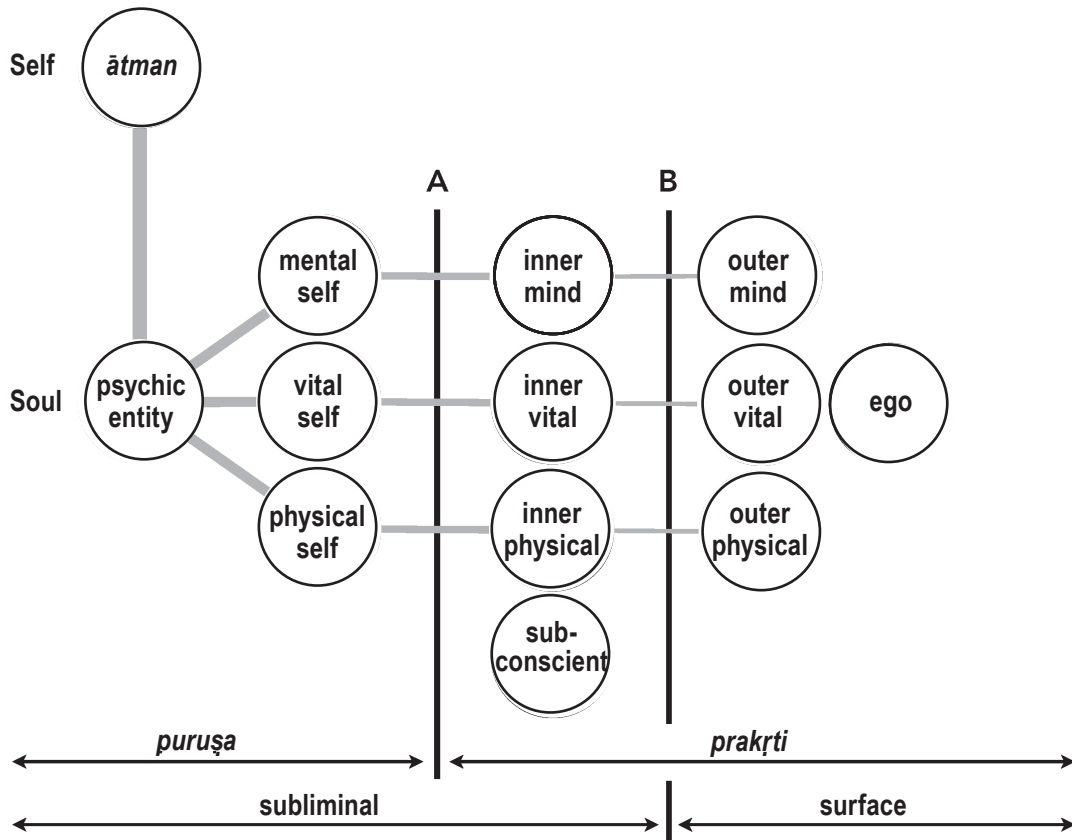 Self
ātman
A
B
mental
self
inner
mind
outer
mind
Soul
psychic
entity
vital
self
inner
vital
outer
vital
ego
physical
self
inner
physical
outer
physical
sub-
conscient
puruṣa
prakṛti
subliminal
surface